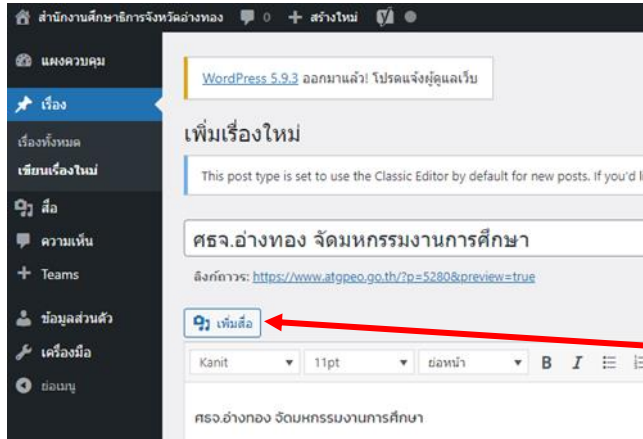 สำนักงานศึกษาธิการจังหวัดอ่างทอง 0 + สร้างใหม่
แผงควบคุม
WordPress 5.9.3 ออกมาแล้ว! โปรดแจ้งผู้ดูแลเว็บ
เรื่อง
เรื่องทั้งหมด
เขียนเรื่องใหม่
เพิ่มเรื่องใหม่
This post type is set to use the Classic Editor by default for new posts. If you'd
สื่อ
ความเห็น
Teams
ศธจ.อ่างทอง จัดมหกรรมงานการศึกษา
ลิงก์ถาวร: https://www.atgpeo.go.th/?p=5280&preview=true
ข้อมูลส่วนตัว
เพิ่มสื่อ
เครื่องมือ
Kanit 11pt ย่อหน้า B I
ย่อเมนู
ศธจ.อ่างทอง จัดมหกรรมงานการศึกษา